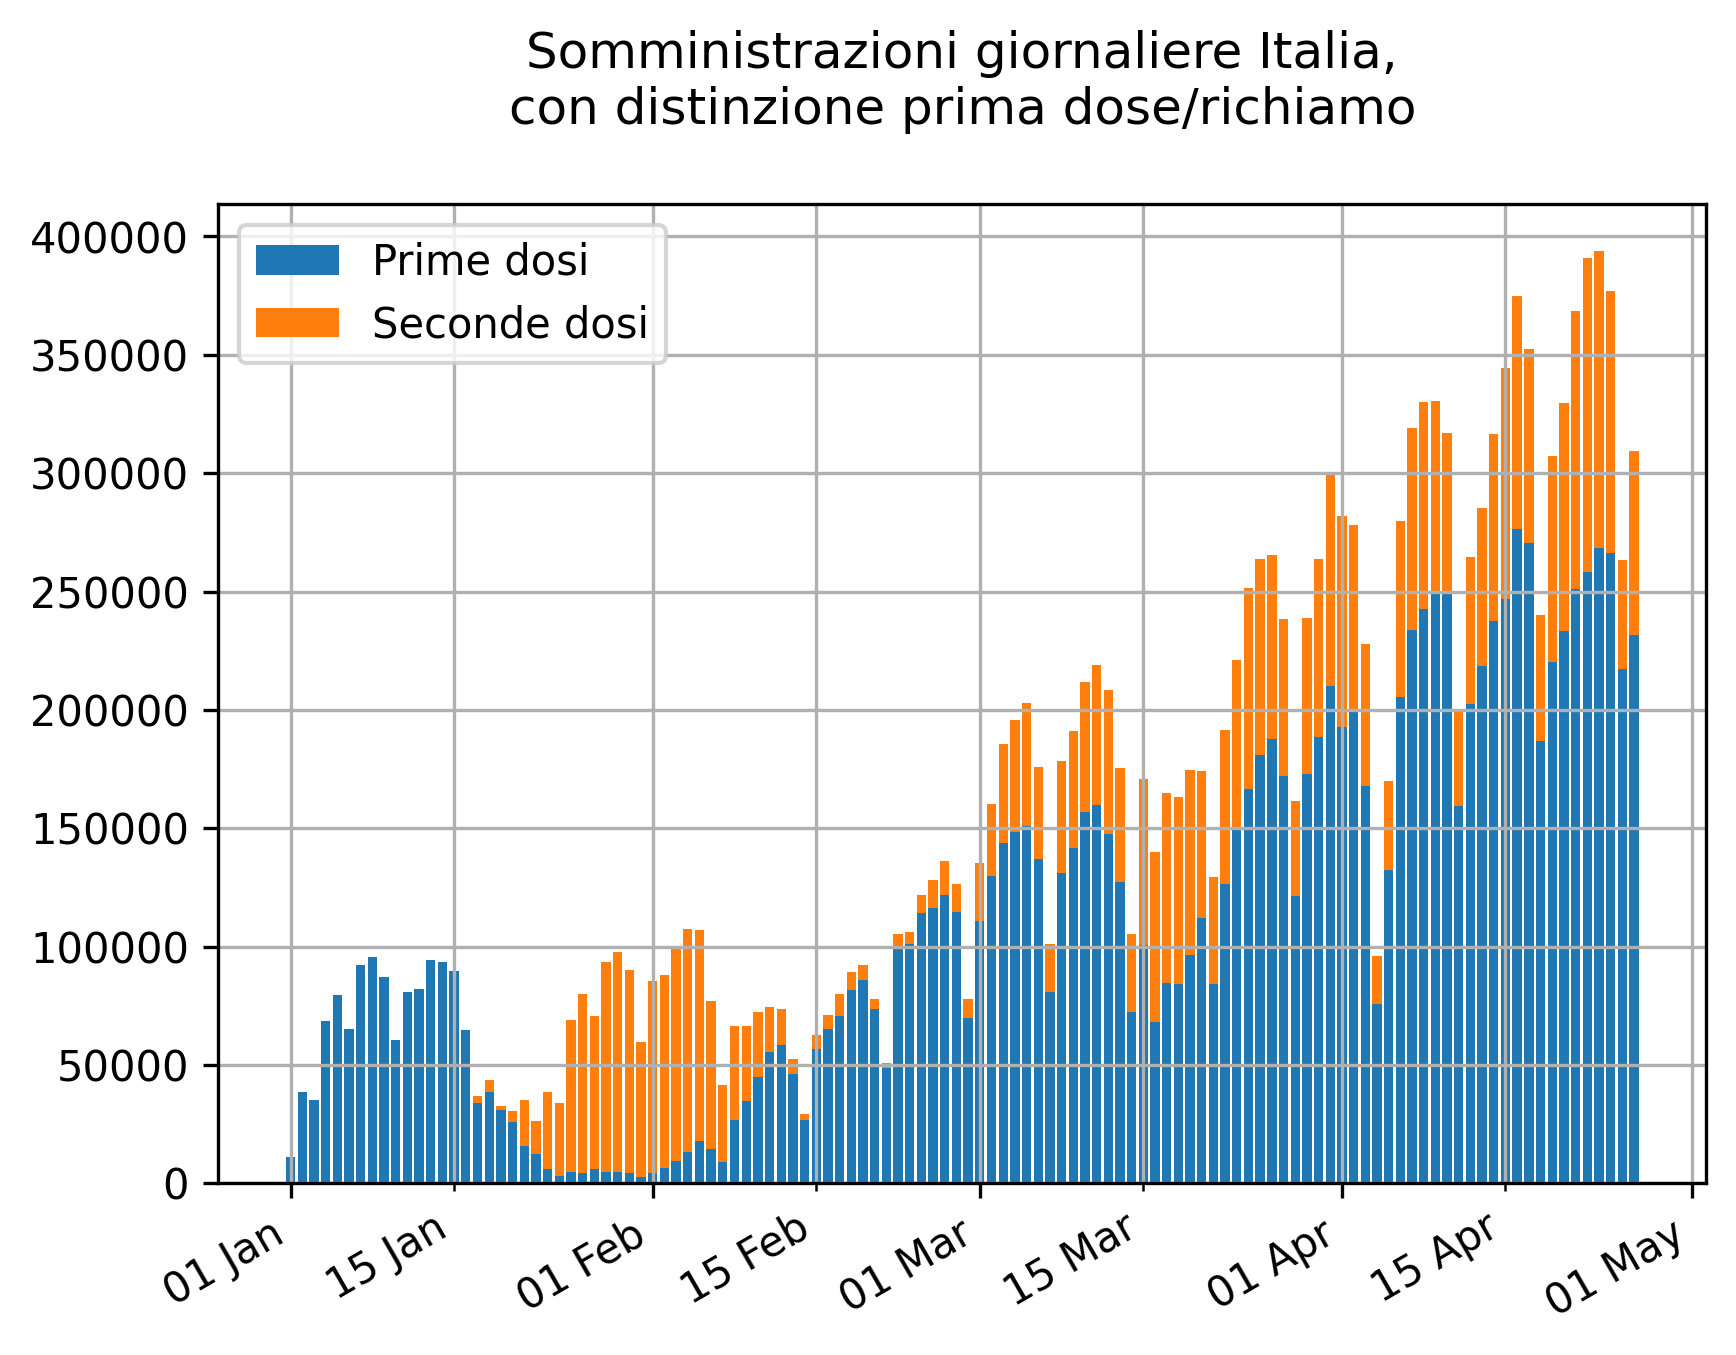 Somministrazioni giornaliere Italia,
con distinzione prima dose/richiamo
Prime dosi
Seconde dosi
400000
350000
300000
250000
200000
150000
100000
50000
0
01 Jan
15 Jan
01 Feb
15 Feb
01 Mar
15 Mar
01 Apr
15 Apr
01 May